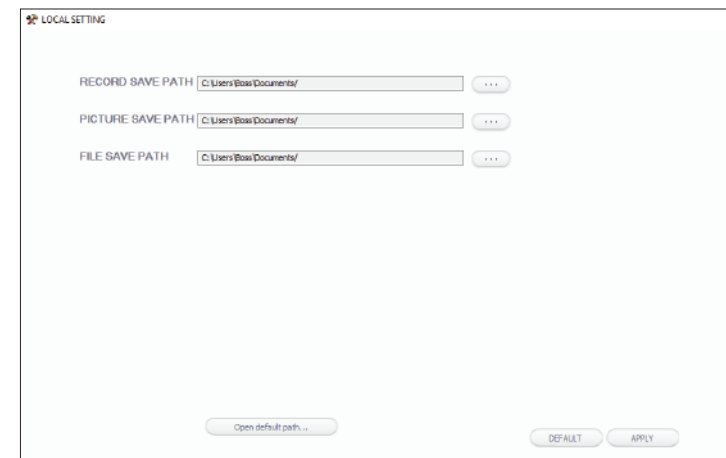 LOCAL SETTING
RECORD SAVE PATH C:\Users\Boss\Documents/ ...
PICTURE SAVE PATH C:\Users\Boss\Documents/ ...
FILE SAVE PATH C:\Users\Boss\Documents/ ...
Open default path...
DEFAULT APPLY